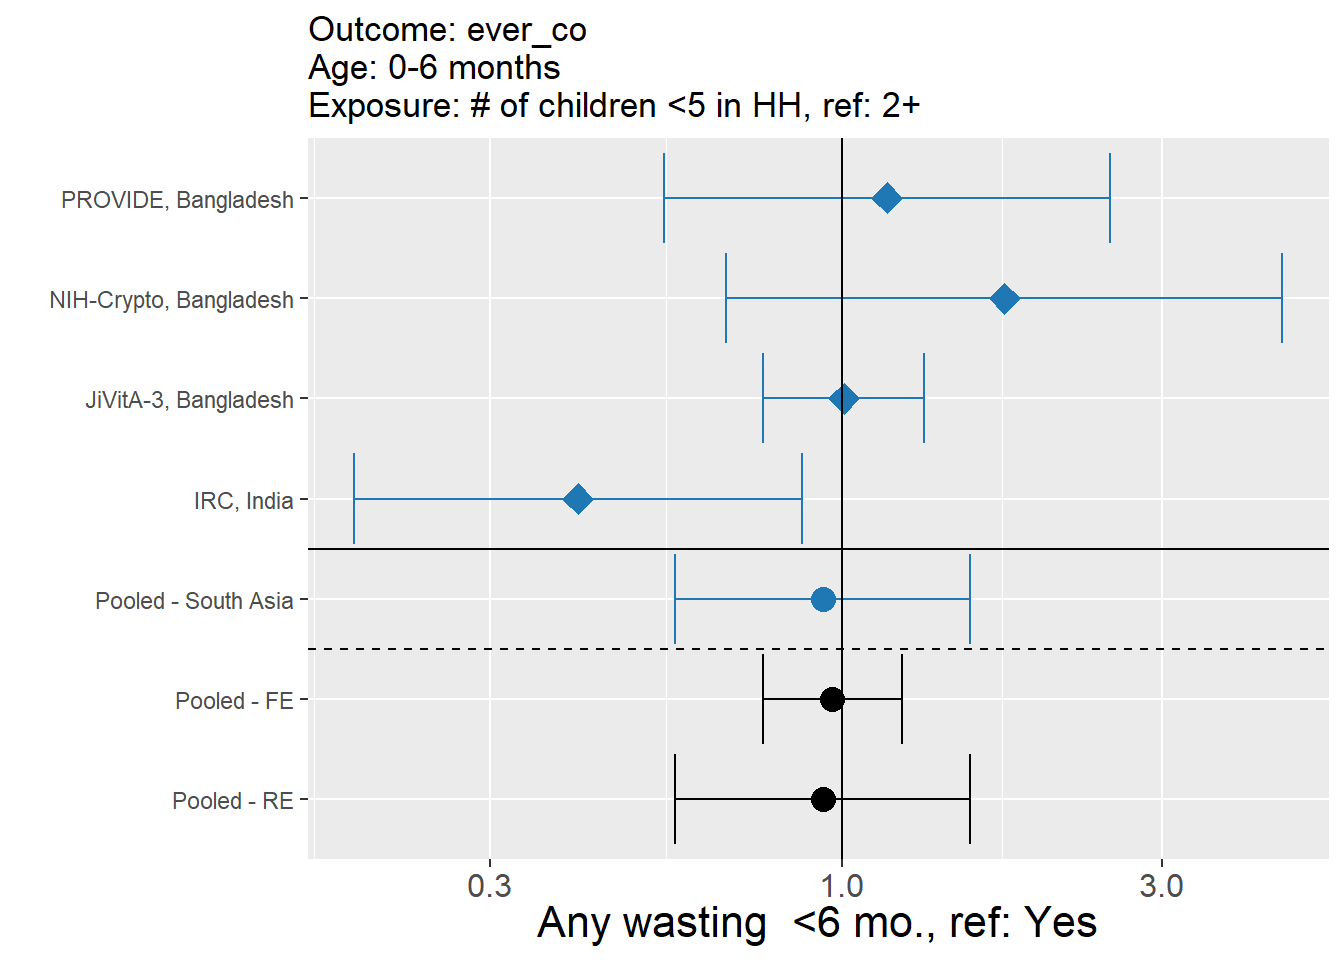 Outcome: ever_co
Age: 0-6 months
Exposure: # of children <5 in HH, ref: 2+
PROVIDE, Bangladesh
NIH-Crypto, Bangladesh
JiVitA-3, Bangladesh
IRC, India
Pooled - South Asia
Pooled - FE
Pooled - RE
0.3 1.0 3.0
Any wasting  <6 mo., ref: Yes